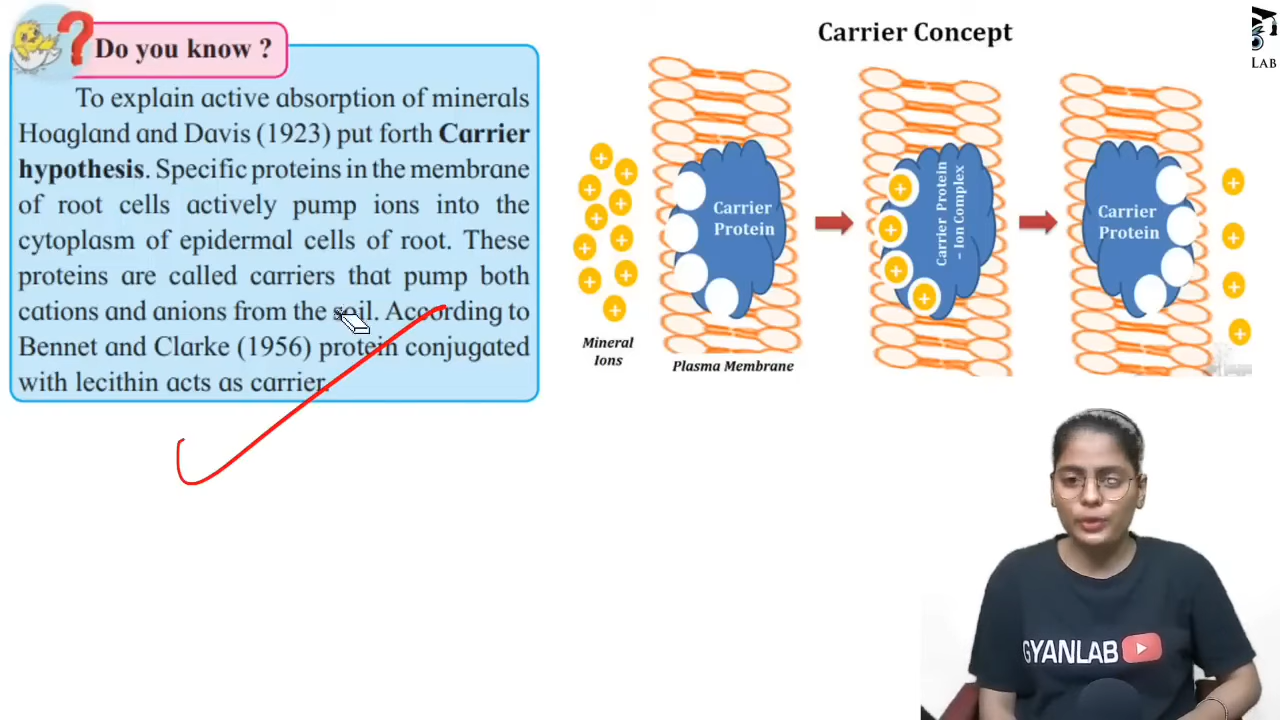 Do you know ?
To explain active absorption of minerals
Hoagland and Davis (1923) put forth Carrier
hypothesis. Specific proteins in the membrane
of root cells actively pump ions into the
cytoplasm of epidermal cells of root. These
proteins are called carriers that pump both
cations and anions from the soil. According to
Bennet and Clarke (1956) protein conjugated
with lecithin acts as carrier.
Carrier Concept
Carrier
Protein
Carrier Protein
– Ion Complex
Carrier
Protein
Mineral
Ions
Plasma Membrane
LAB
GYANLAB